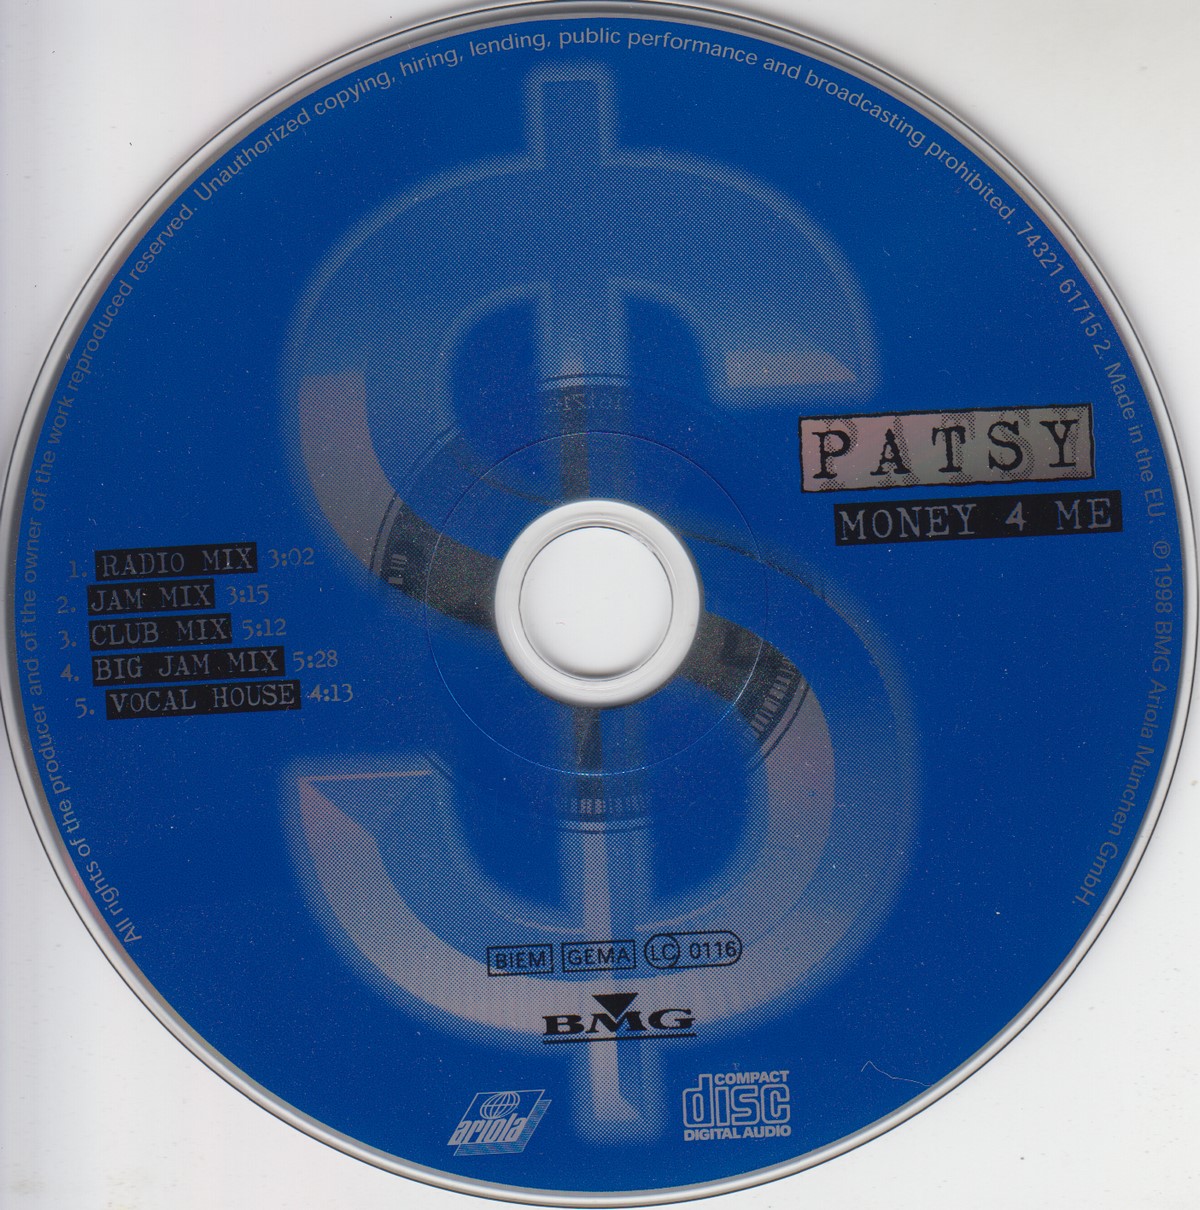 All rights of the producer and of the owner of the work reproduced reserved. Unauthorized copying, hiring, lending, public performance and broadcasting prohibited. 74321 61715 2. Made in the EU. ℗ 1998 BMG Ariola München GmbH.
PATSY
MONEY 4 ME
1. RADIO MIX 3:02
2. JAM MIX 3:15
3. CLUB MIX 5:12
4. BIG JAM MIX 5:28
5. VOCAL HOUSE 4:13
BIEM GEMA LC 0116
BMG
ariola
COMPACT
disc
DIGITAL AUDIO